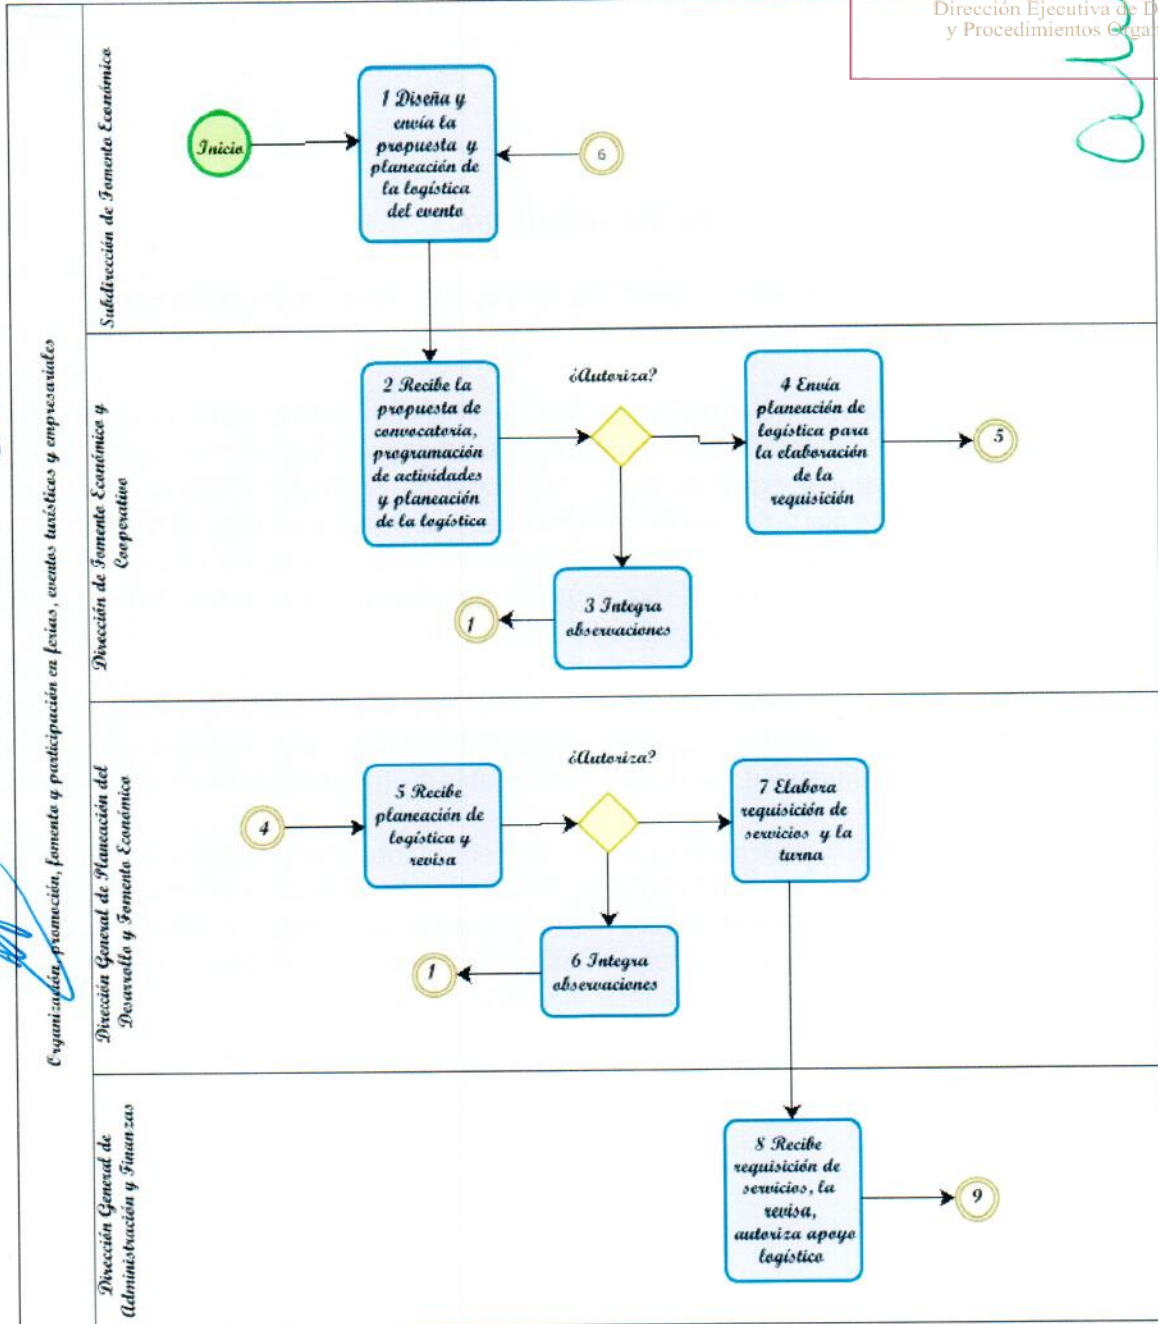 Dirección Ejecutiva de D
y Procedimientos Organ
Organización, promoción, fomento y participación en ferias, eventos turísticos y empresariales
Subdirección de Fomento Económico
Inicio
1 Diseña y
envía la
propuesta y
planeación de
la logística
del evento
6
Dirección de Fomento Económico y
Cooperativo
2 Recibe la
propuesta de
convocatoria,
programación
de actividades
y planeación
de la logística
¿Autoriza?
4 Envía
planeación de
logística para
la elaboración
de la
requisición
5
3 Integra
observaciones
1
Dirección General de Planeación del
Desarrollo y Fomento Económico
4
5 Recibe
planeación de
logística y
revisa
¿Autoriza?
7 Elabora
requisición de
servicios y la
turna
6 Integra
observaciones
1
Dirección General de
Administración y Finanzas
8 Recibe
requisición de
servicios, la
revisa,
autoriza apoyo
logístico
9